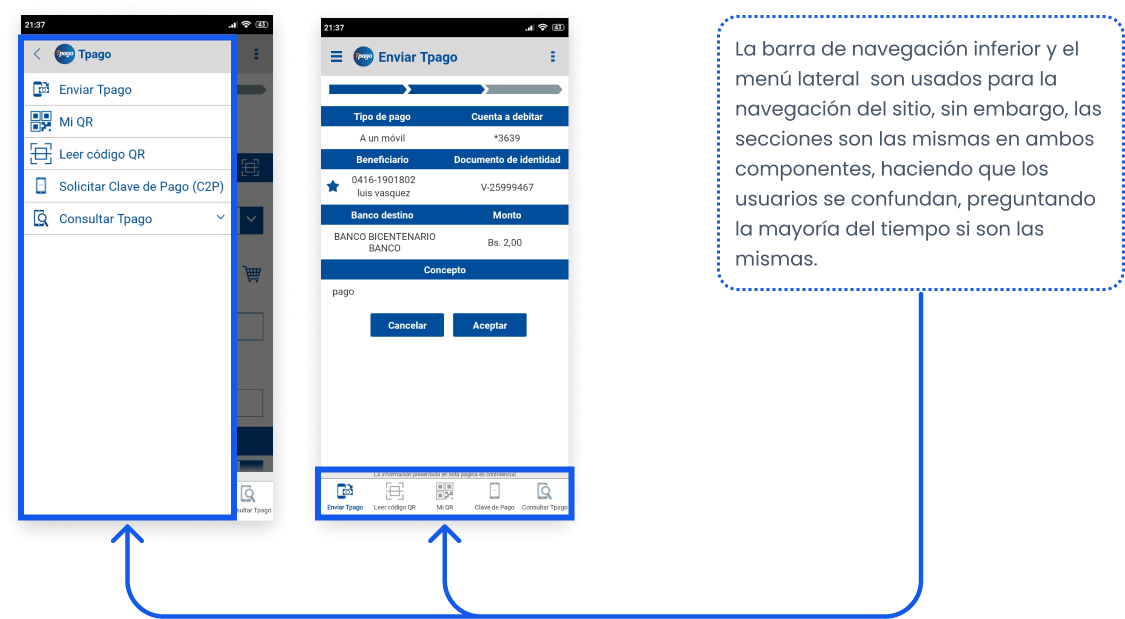 21:37
43
Tpago
Tpago
Enviar Tpago
Mi QR
Leer código QR
Solicitar Clave de Pago (C2P)
Consultar Tpago
sultar Tpago
21:37
43
Tpago
Enviar Tpago
Tipo de pago
Cuenta a debitar
A un móvil
*3639
Beneficiario
Documento de identidad
0416-1901802
luis vasquez
V-25999467
Banco destino
Monto
BANCO BICENTENARIO
BANCO
Bs. 2,00
Concepto
pago
Cancelar
Aceptar
La información presentada en esta página es confidencial
Enviar Tpago
Leer código QR
Mi QR
Clave de Pago
Consultar Tpago
La barra de navegación inferior y el
menú lateral son usados para la
navegación del sitio, sin embargo, las
secciones son las mismas en ambos
componentes, haciendo que los
usuarios se confundan, preguntando
la mayoría del tiempo si son las
mismas.